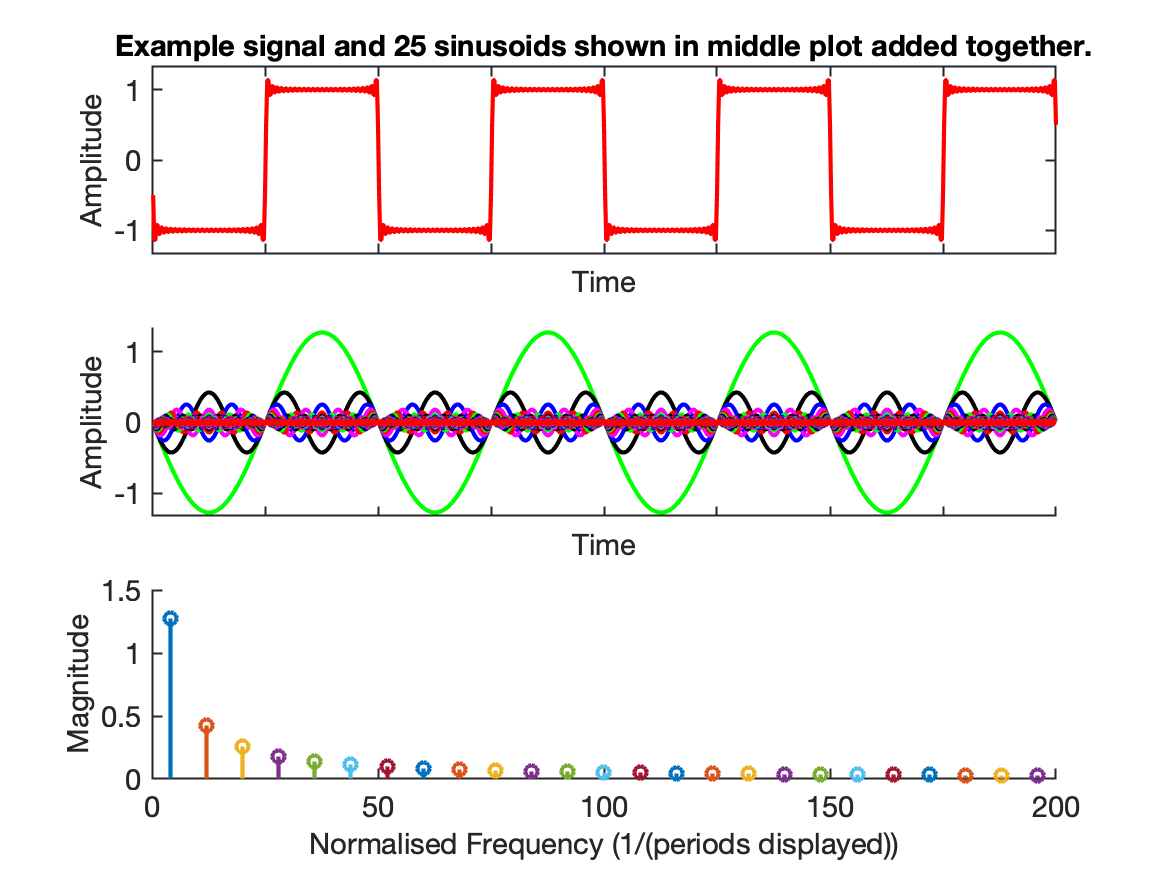 Example signal and 25 sinusoids shown in middle plot added together.
Amplitude
1
0
-1
Time
Amplitude
1
0
-1
Time
Magnitude
1.5
1
0.5
0
0 50 100 150 200
Normalised Frequency (1/(periods displayed))